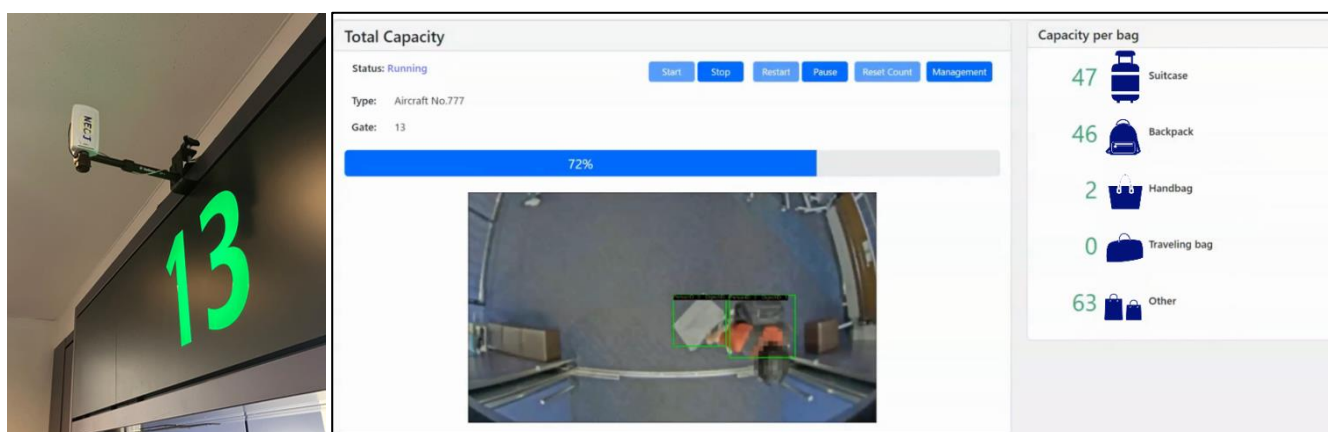 NECJ
13
Total Capacity
Status: Running
Start Stop Restart Pause Reset Count Management
Type: Aircraft No.777
Gate: 13
72%
Capacity per bag
47 Suitcase
46 Backpack
2 Handbag
0 Traveling bag
63 Other